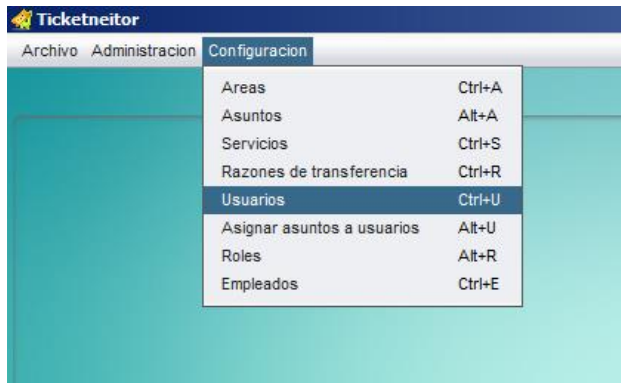 Ticketneitor
Archivo Administracion Configuracion
Areas Ctrl+A
Asuntos Alt+A
Servicios Ctrl+S
Razones de transferencia Ctrl+R
Usuarios Ctrl+U
Asignar asuntos a usuarios Alt+U
Roles Alt+R
Empleados Ctrl+E